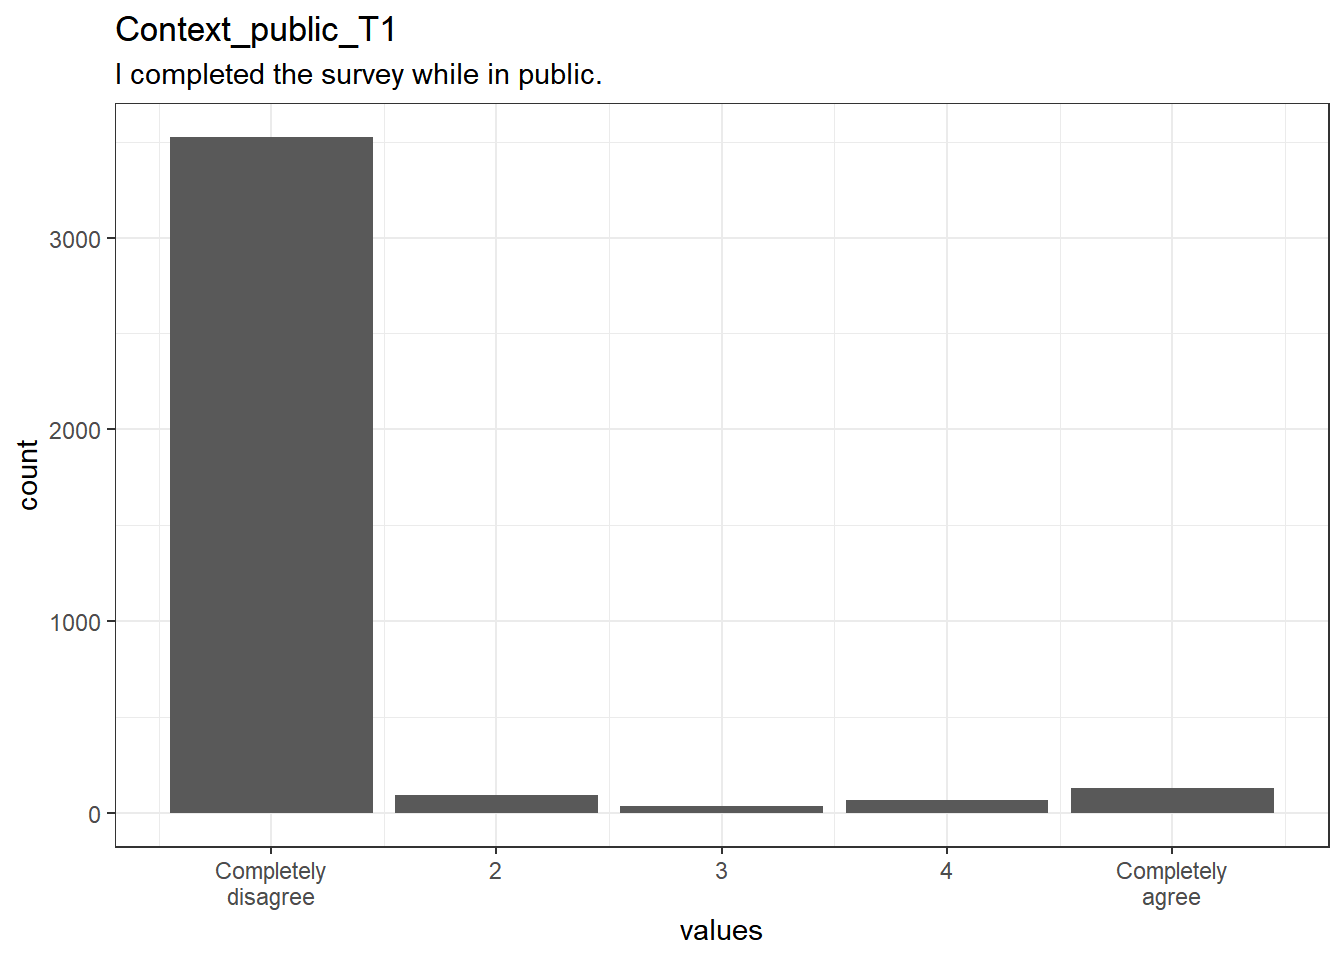 Context_public_T1
I completed the survey while in public.
3000
2000
1000
0
count
Completely
disagree
2
3
4
Completely
agree
values